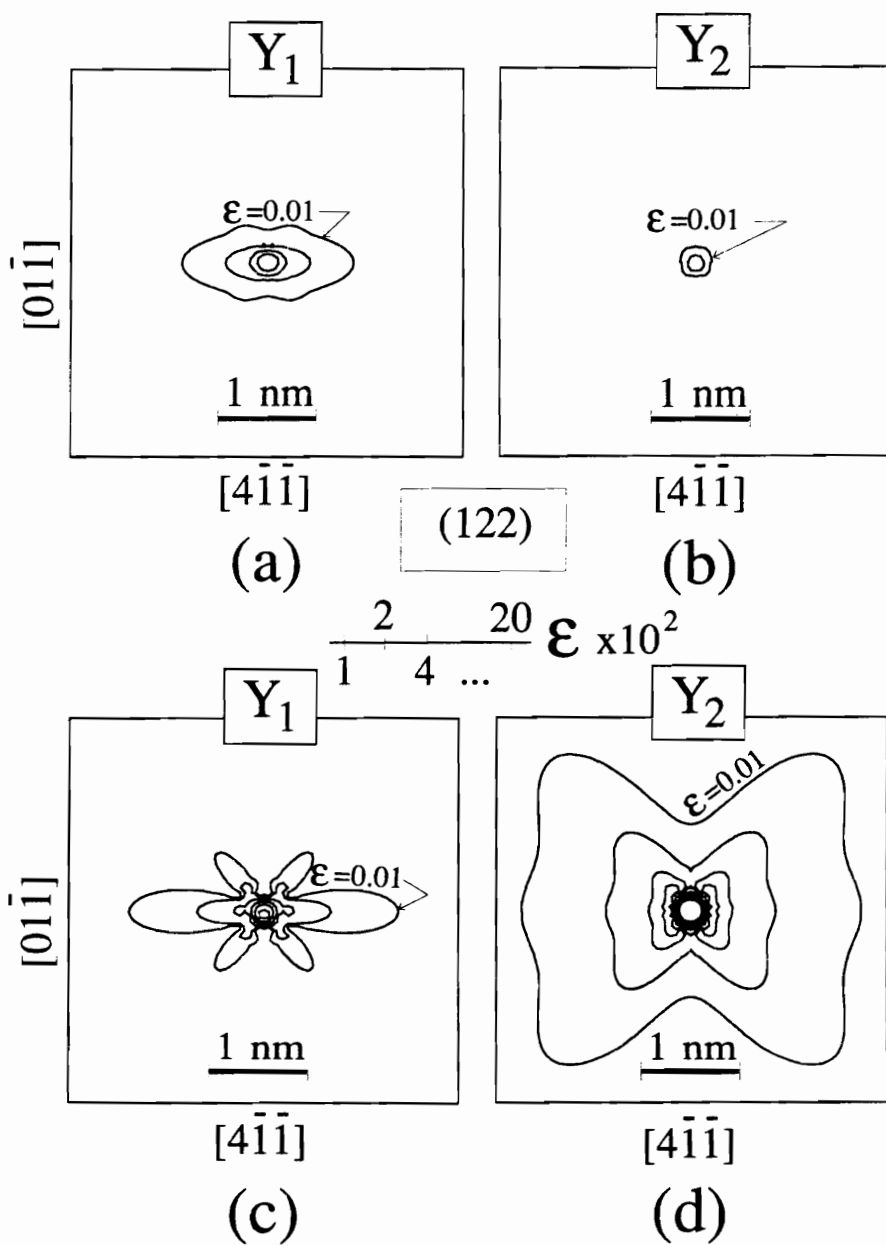 Y₁
Y₂
ε=0.01
ε=0.01
[011̄]
1 nm
1 nm
[41̄1̄]
[41̄1̄]
(122)
(a)
(b)
2 20
1 4 ...
ε x10²
Y₁
Y₂
ε=0.01
ε=0.01
[011̄]
1 nm
1 nm
[41̄1̄]
[41̄1̄]
(c)
(d)